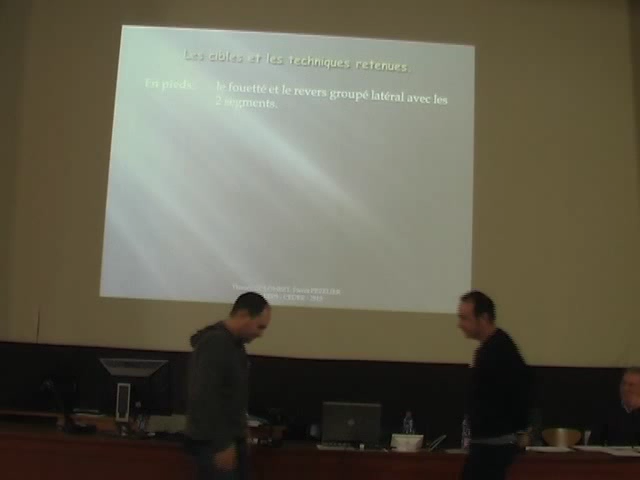 Les cibles et les techniques retenues.
En pieds: le fouetté et le revers groupé latéral avec les
2 segments.